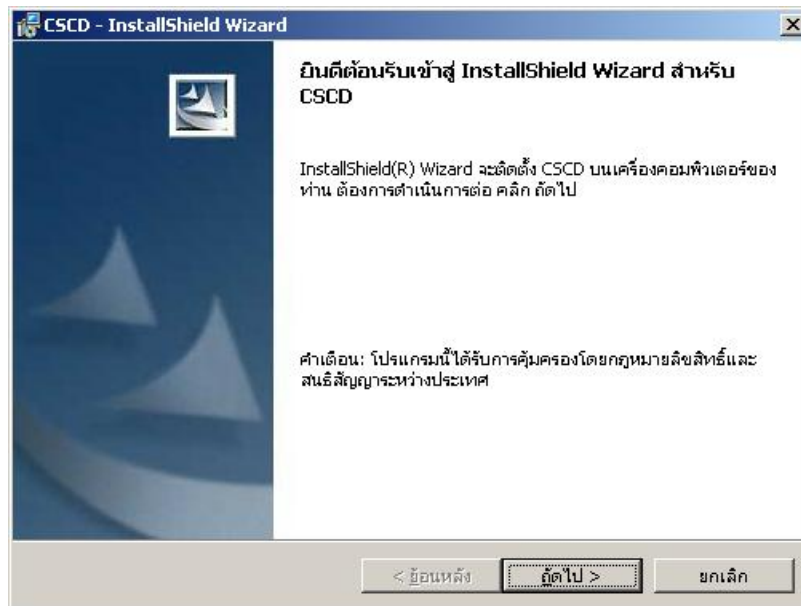 CSCD - InstallShield Wizard
ยินดีต้อนรับเข้าสู่ InstallShield Wizard สำหรับ
CSCD
InstallShield(R) Wizard จะติดตั้ง CSCD บนเครื่องคอมพิวเตอร์ของ
ท่าน ต้องการดำเนินการต่อ คลิก ถัดไป
คำเตือน: โปรแกรมนี้ได้รับการคุ้มครองโดยกฎหมายลิขสิทธิ์และ
สนธิสัญญาระหว่างประเทศ
< ย้อนหลัง ถัดไป > ยกเลิก